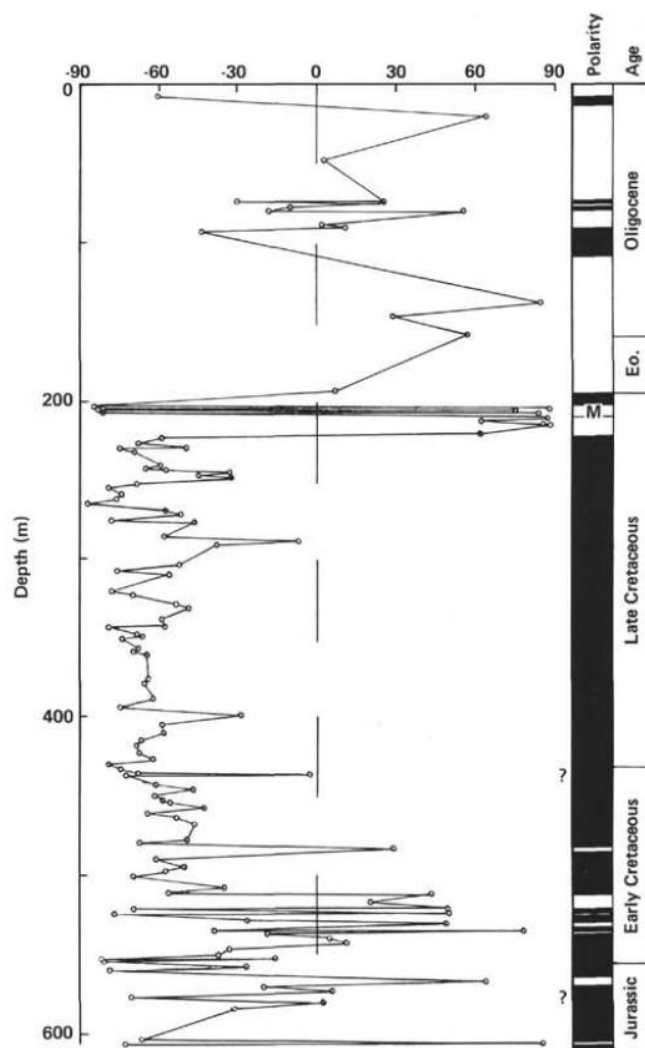 -90 -60 -30 0 30 60 90
Polarity
Age
0
200
400
600
Depth (m)
M
?
?
Oligocene
Eo.
Late Cretaceous
Early Cretaceous
Jurassic